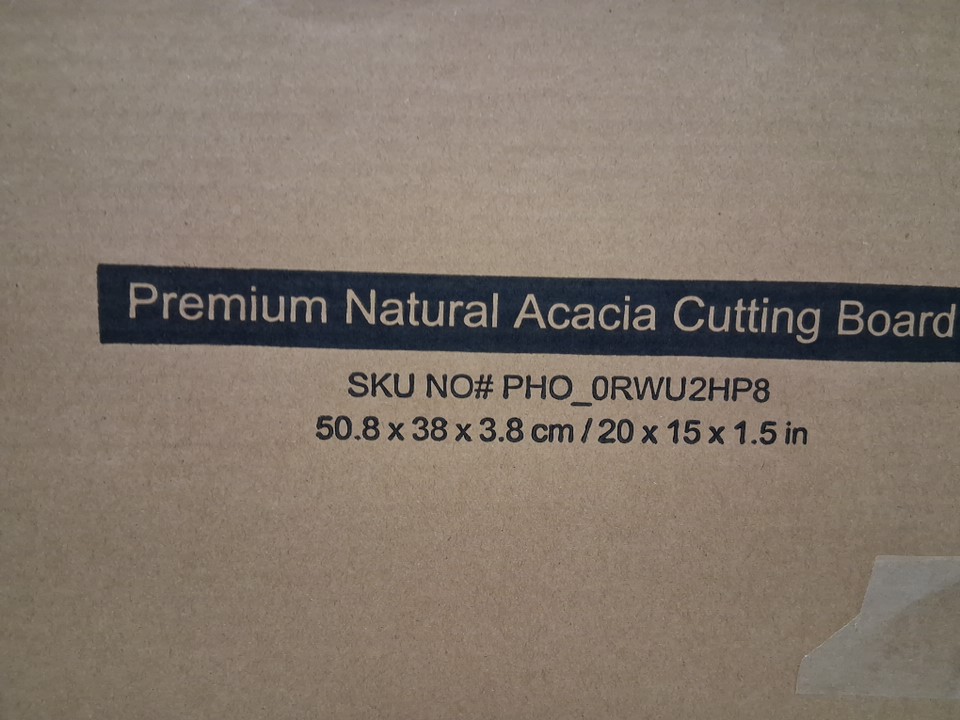 Premium Natural Acacia Cutting Board
SKU NO# PHO_0RWU2HP8
50.8 x 38 x 3.8 cm / 20 x 15 x 1.5 in